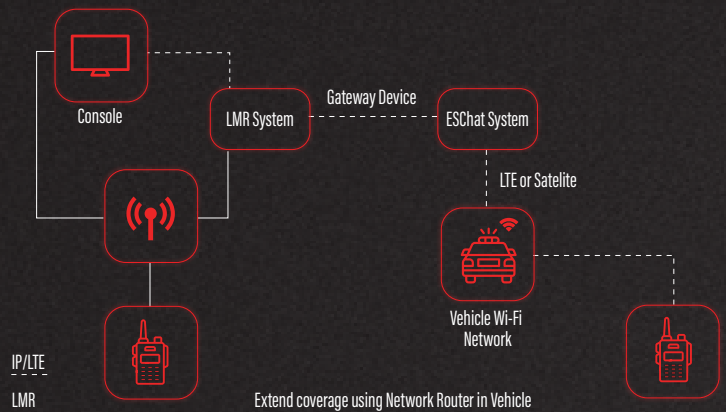 Console
LMR System
Gateway Device
ESChat System
LTE or Satelite
Vehicle Wi-Fi
Network
IP/LTE
LMR
Extend coverage using Network Router in Vehicle